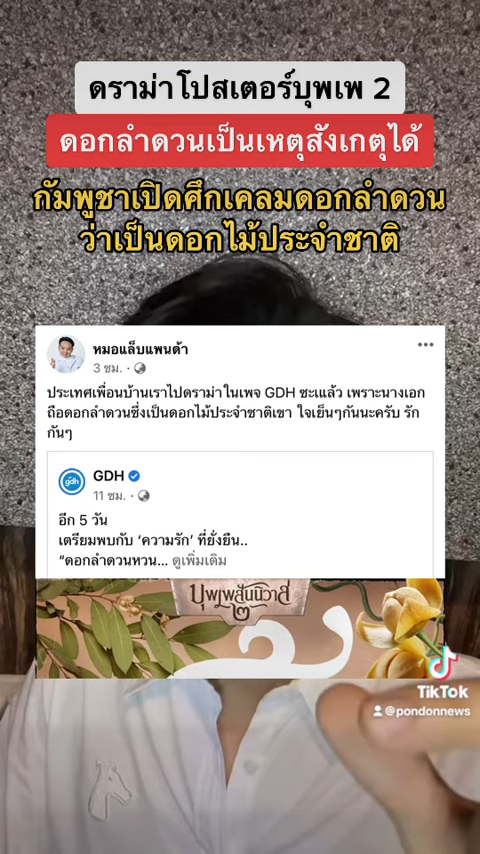 ดราม่าโปสเตอร์บุพเพ 2
ดอกลำดวนเป็นเหตุสังเกตุได้
กัมพูชาเปิดศึกเคลมดอกลำดวน
ว่าเป็นดอกไม้ประจำชาติ
หมอแล็บแพนด้า
3 ชม.
ประเทศเพื่อนบ้านเราไปดราม่าในเพจ GDH ซะแล้ว เพราะนางเอก
ถือดอกลำดวนซึ่งเป็นดอกไม้ประจำชาติเขา ใจเย็นๆกันนะครับ รัก
กันๆ
gdh
GDH
11 ชม.
อีก 5 วัน
เตรียมพบกับ ‘ความรัก’ ที่ยั่งยืน..
“ดอกลำดวนหวน... ดูเพิ่มเติม
บุพเพสันนิวาส
๒
TikTok
@pondonnews